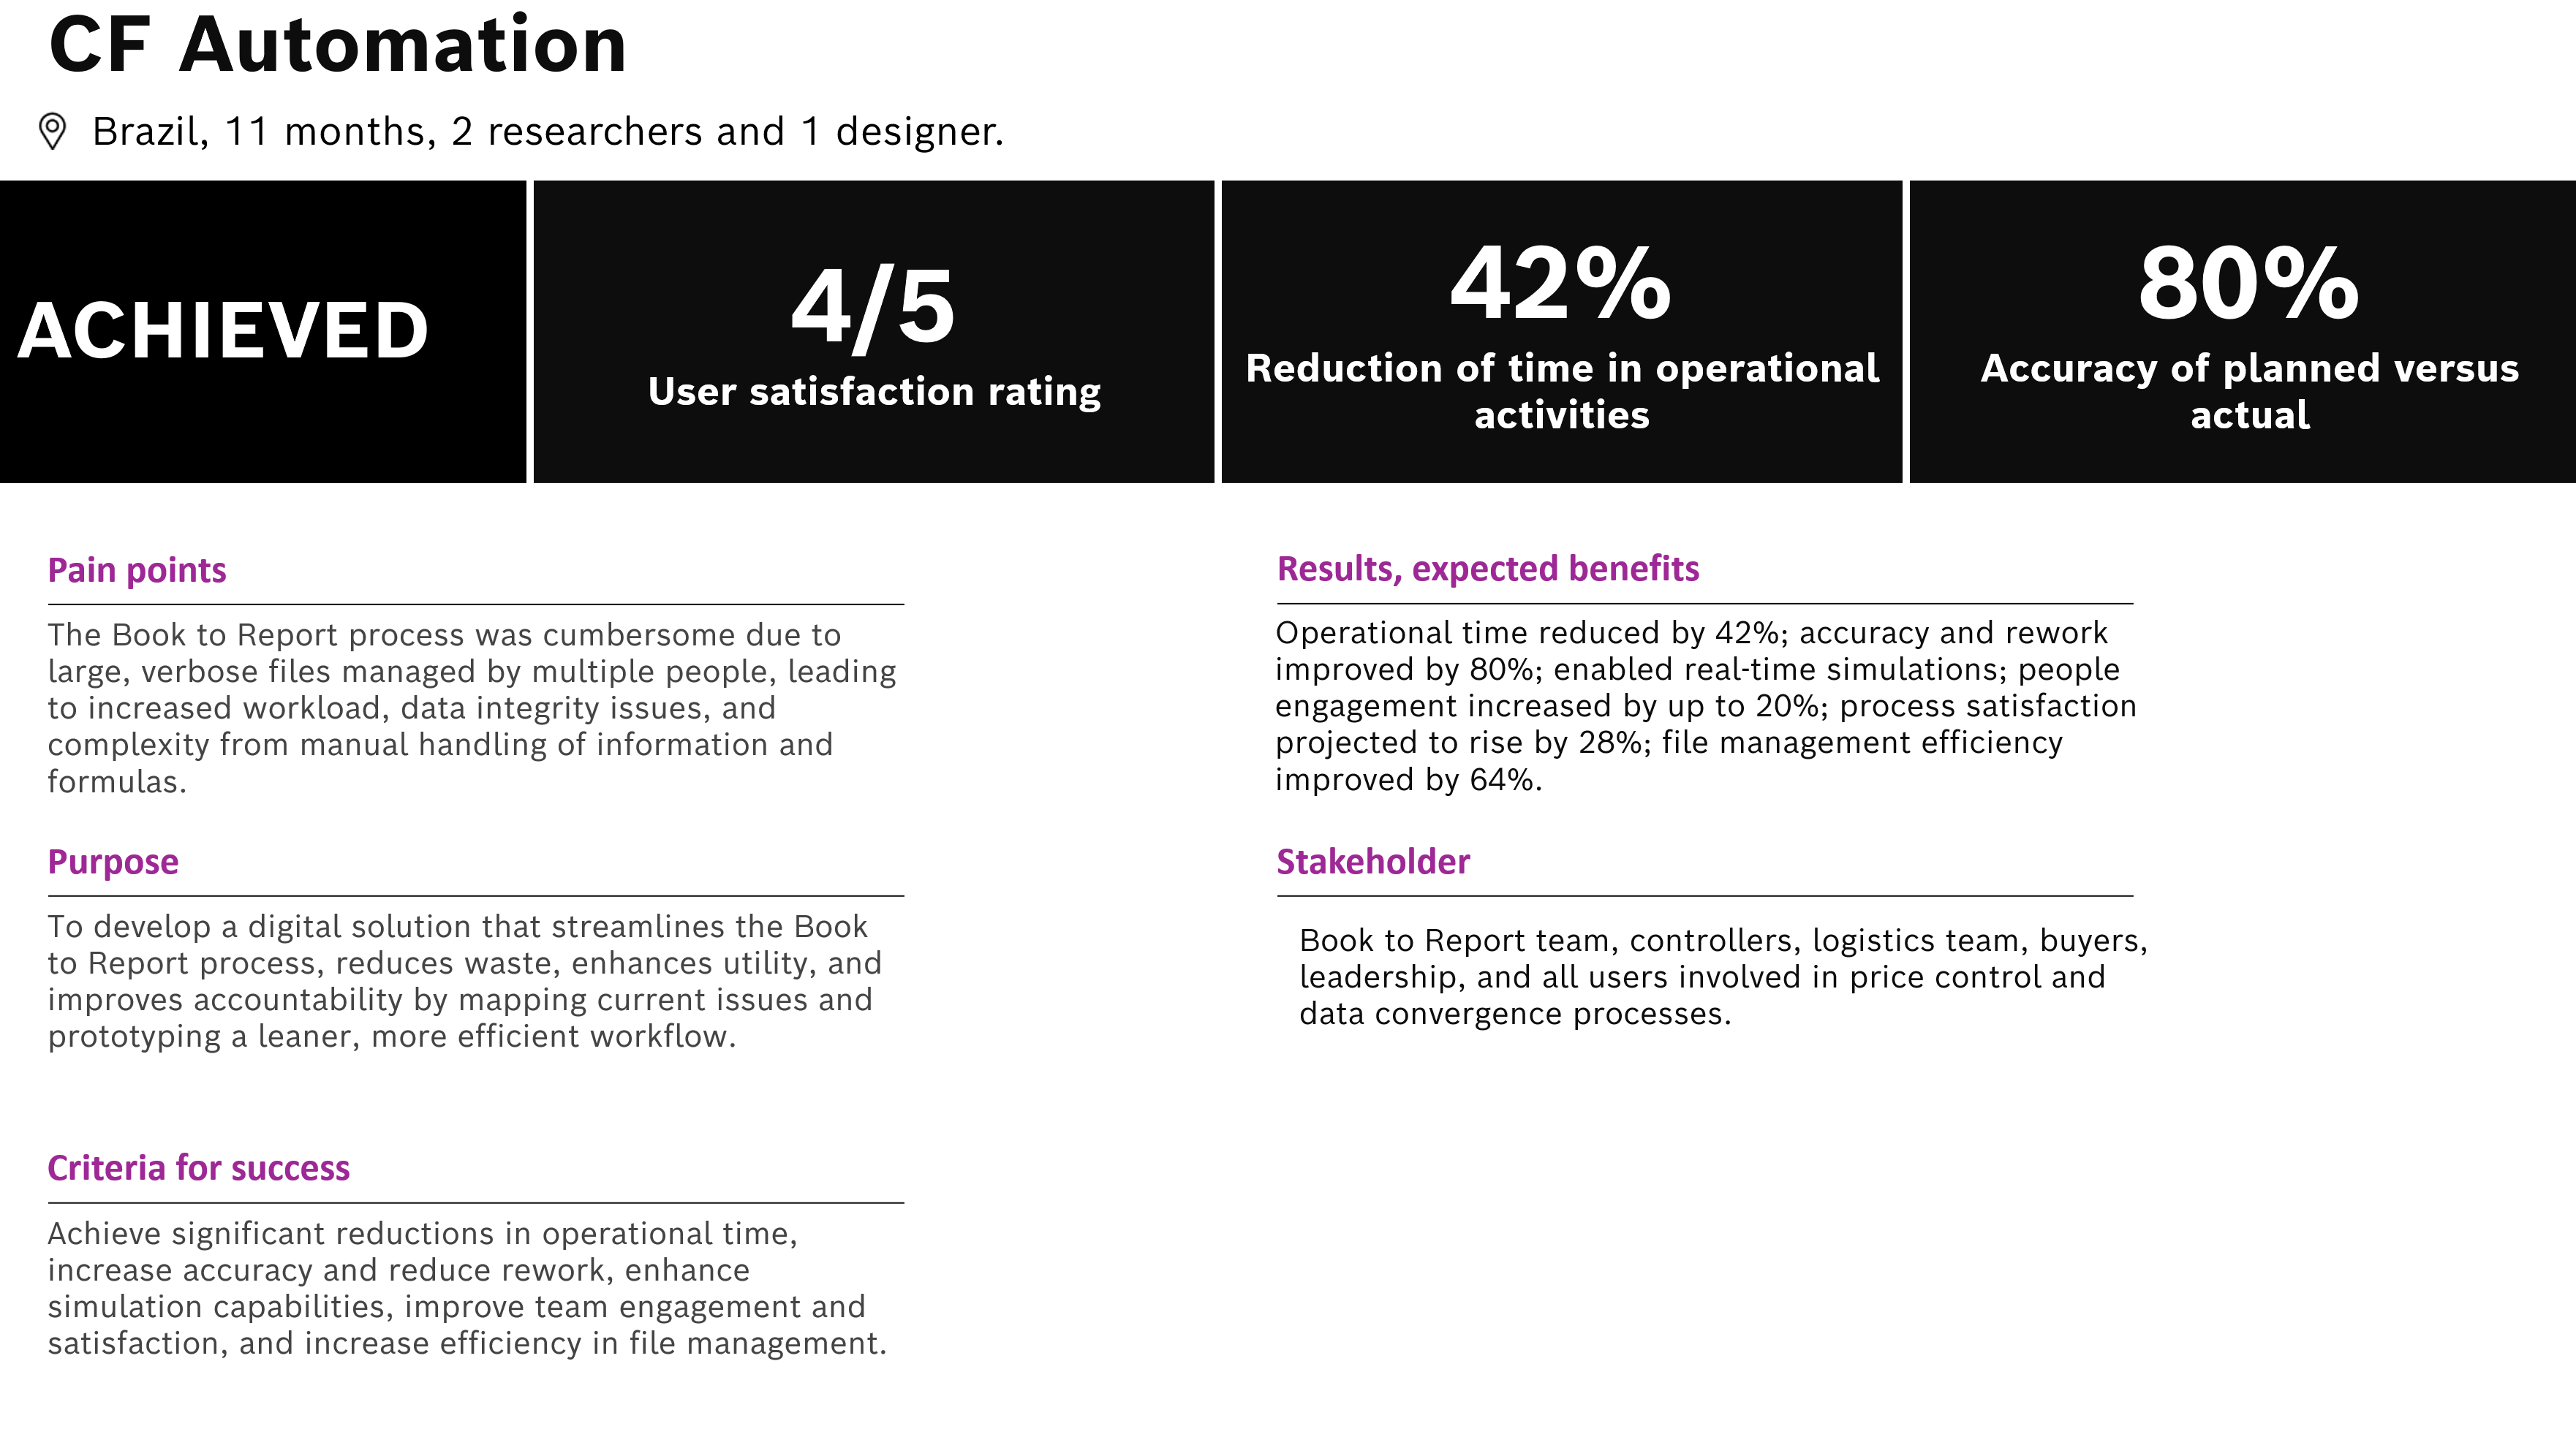 CF Automation
Brazil, 11 months, 2 researchers and 1 designer.
ACHIEVED
4/5
User satisfaction rating
42%
Reduction of time in operational
activities
80%
Accuracy of planned versus
actual
Pain points
The Book to Report process was cumbersome due to
large, verbose files managed by multiple people, leading
to increased workload, data integrity issues, and
complexity from manual handling of information and
formulas.
Purpose
To develop a digital solution that streamlines the Book
to Report process, reduces waste, enhances utility, and
improves accountability by mapping current issues and
prototyping a leaner, more efficient workflow.
Criteria for success
Achieve significant reductions in operational time,
increase accuracy and reduce rework, enhance
simulation capabilities, improve team engagement and
satisfaction, and increase efficiency in file management.
Results, expected benefits
Operational time reduced by 42%; accuracy and rework
improved by 80%; enabled real-time simulations; people
engagement increased by up to 20%; process satisfaction
projected to rise by 28%; file management efficiency
improved by 64%.
Stakeholder
Book to Report team, controllers, logistics team, buyers,
leadership, and all users involved in price control and
data convergence processes.